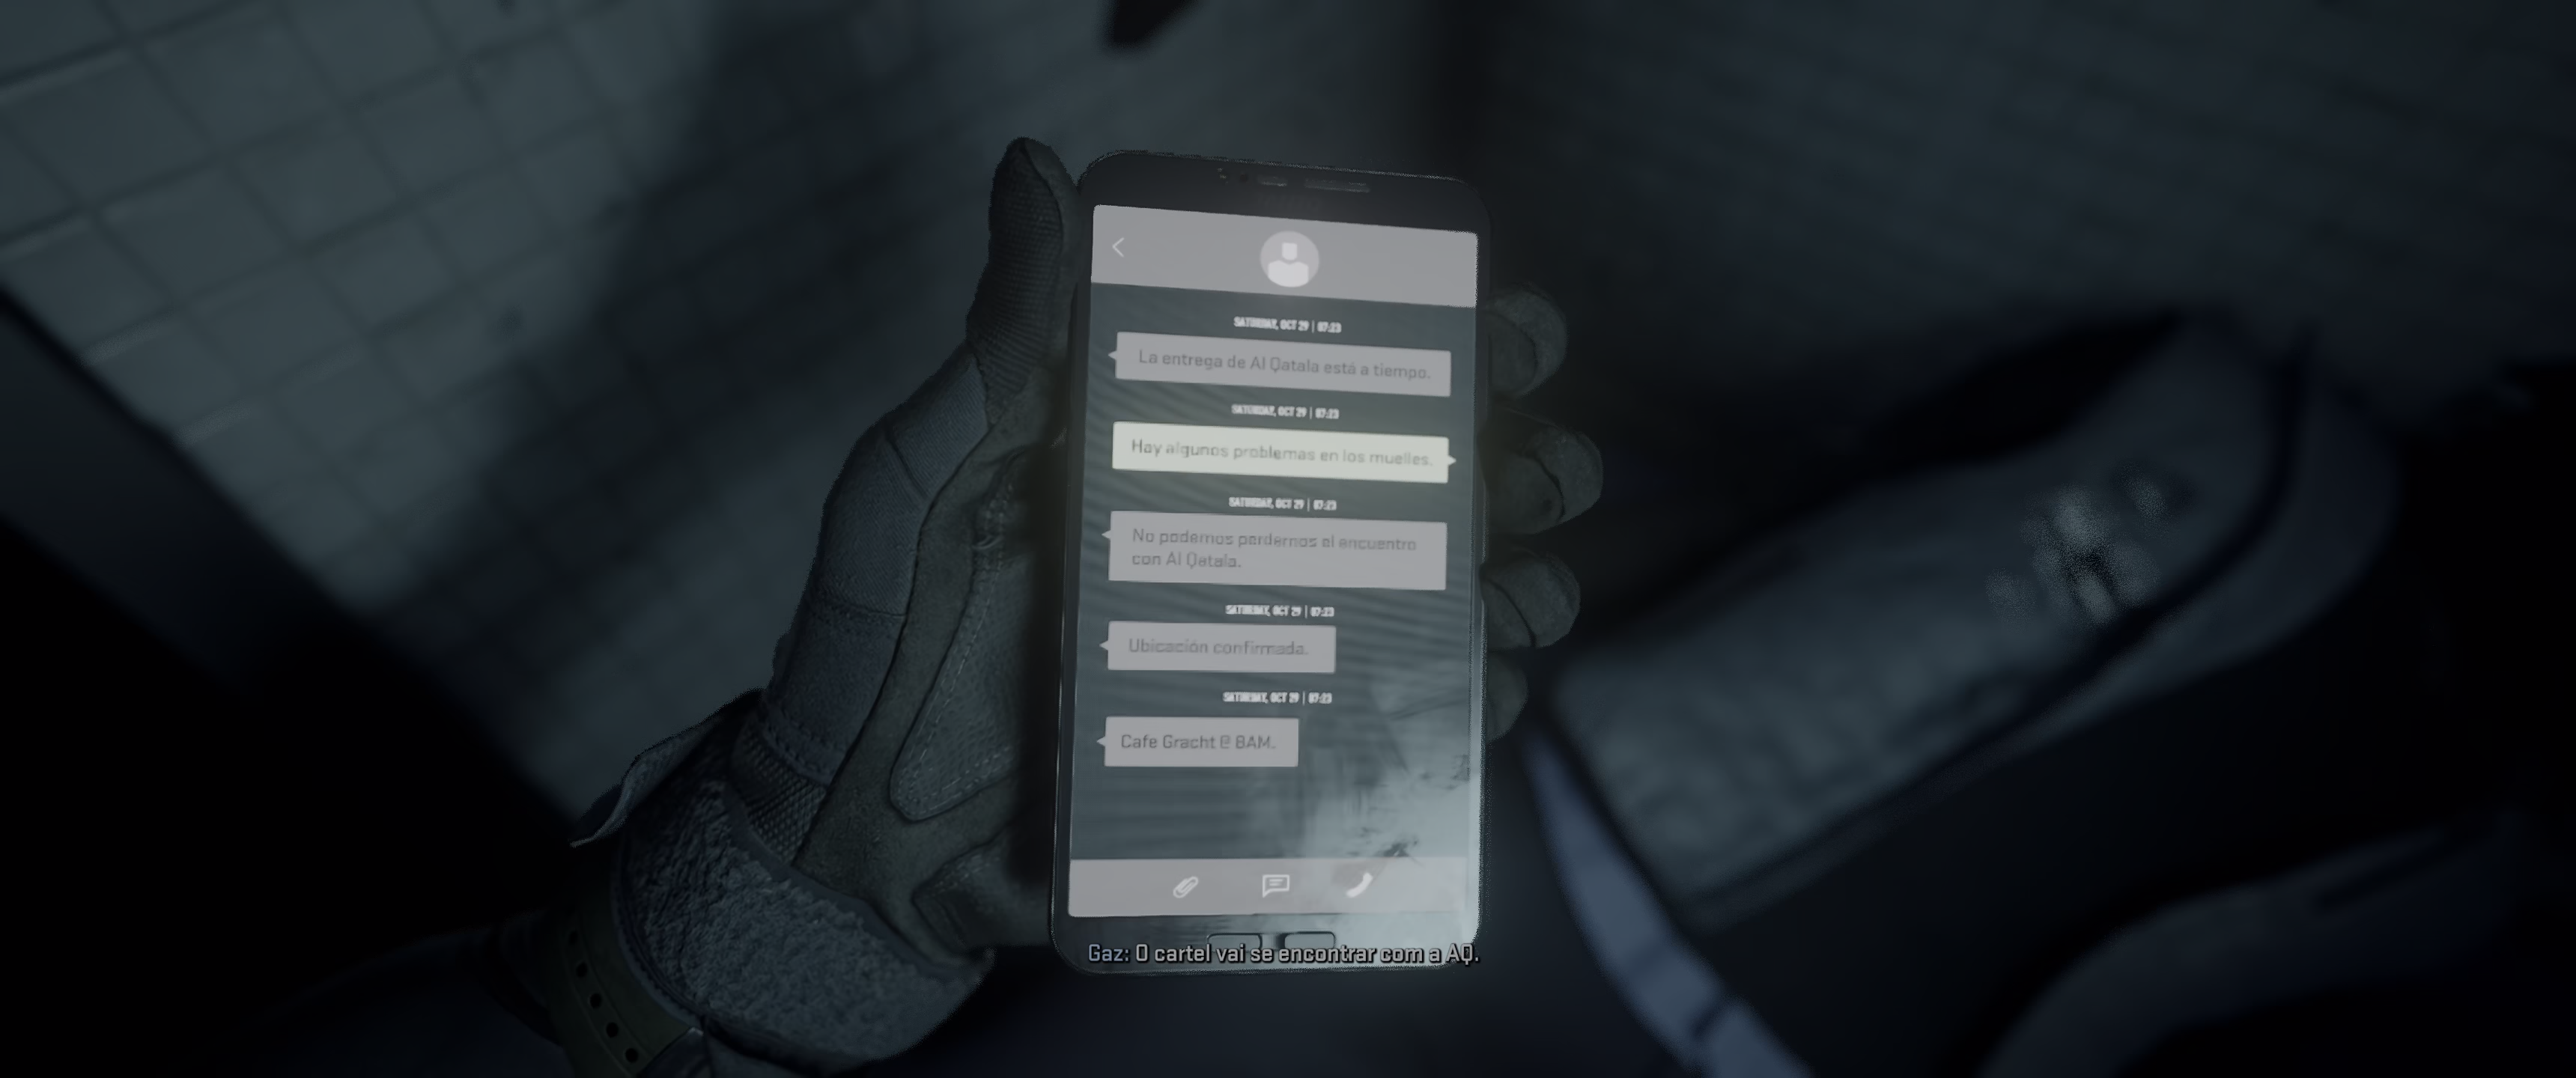 SATURDAY, OCT 29 | 07:23
La entrega de Al Qatala está a tiempo.
SATURDAY, OCT 29 | 07:23
Hay algunos problemas en los muelles.
SATURDAY, OCT 29 | 07:23
No podemos perdernos el encuentro
con Al Qatala.
SATURDAY, OCT 29 | 07:23
Ubicación confirmada.
SATURDAY, OCT 29 | 07:23
Cafe Gracht @ 8AM.
Gaz: O cartel vai se encontrar com a AQ.